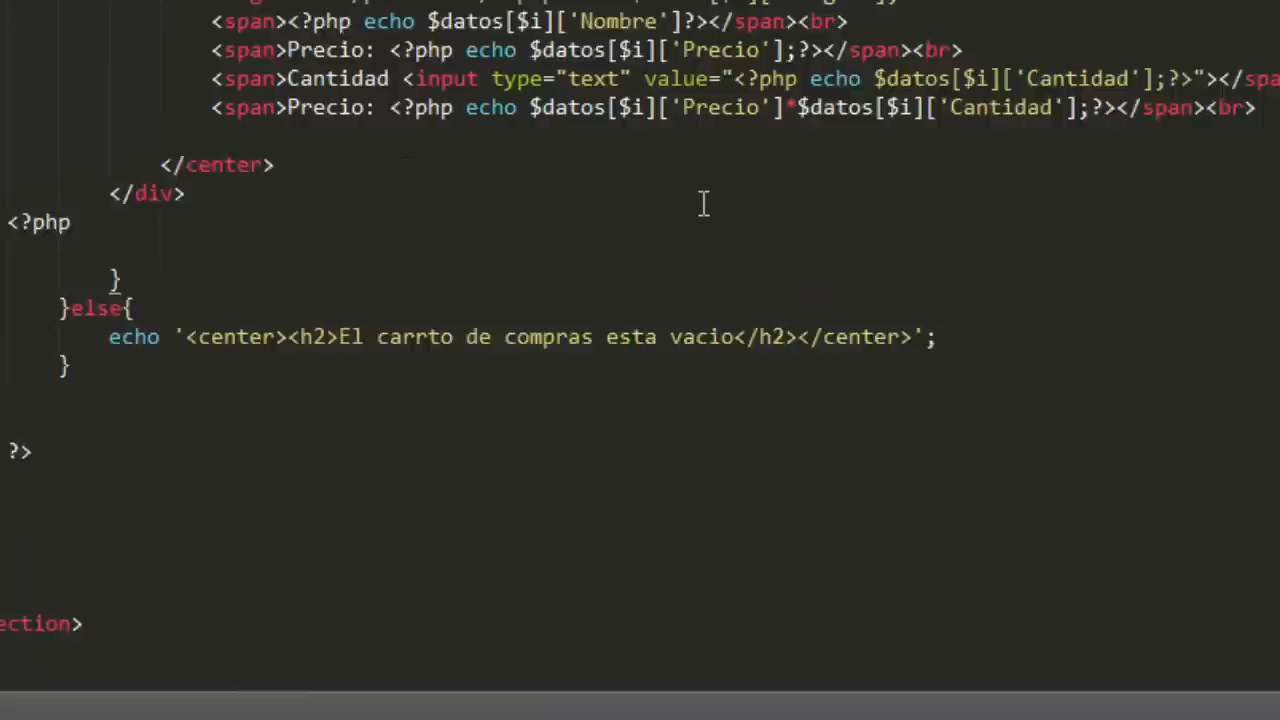 <span><?php echo $datos[$i]['Nombre']?></span><br>
<span>Precio: <?php echo $datos[$i]['Precio'];?></span><br>
<span>Cantidad <input type="text" value="<?php echo $datos[$i]['Cantidad'];?>"></spa
<span>Precio: <?php echo $datos[$i]['Precio']*$datos[$i]['Cantidad'];?></span><br>
</center>
</div>
<?php
}
}else{
echo '<center><h2>El carrto de compras esta vacio</h2></center>';
}
?>
ection>